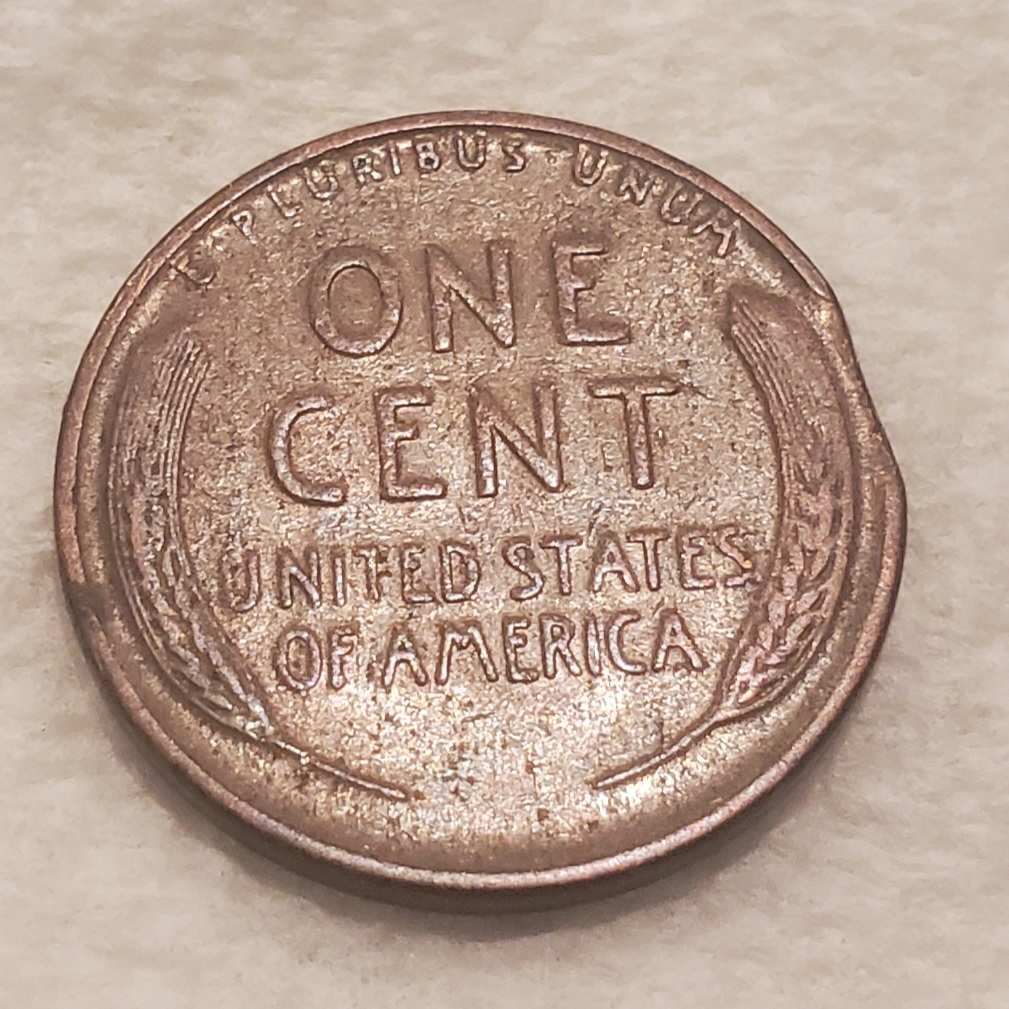 E · PLURIBUS · UNUM
ONE
CENT
UNITED STATES
OF AMERICA